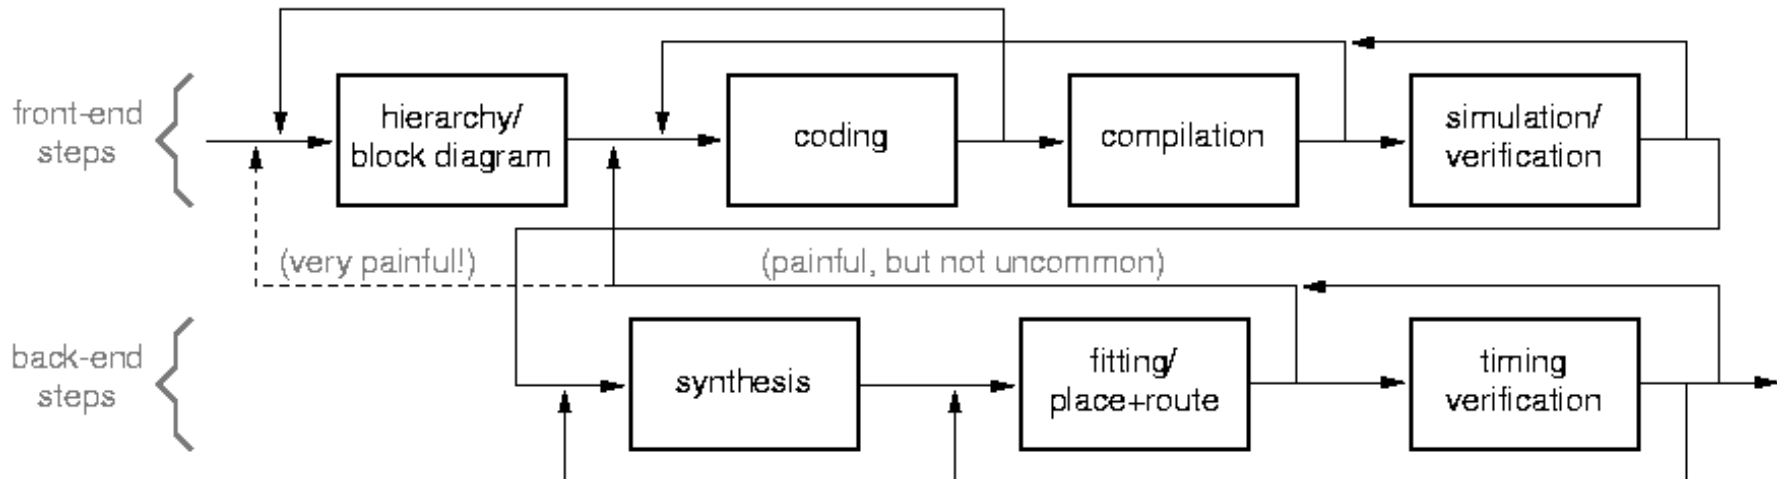 front-end
steps
hierarchy/
block diagram
coding
compilation
simulation/
verification
(very painful!)
(painful, but not uncommon)
back-end
steps
synthesis
fitting/
place+route
timing
verification